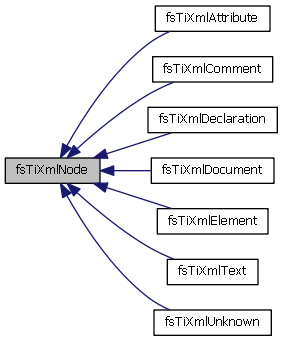 fsTiXmlAttribute
fsTiXmlComment
fsTiXmlDeclaration
fsTiXmlNode
fsTiXmlDocument
fsTiXmlElement
fsTiXmlText
fsTiXmlUnknown